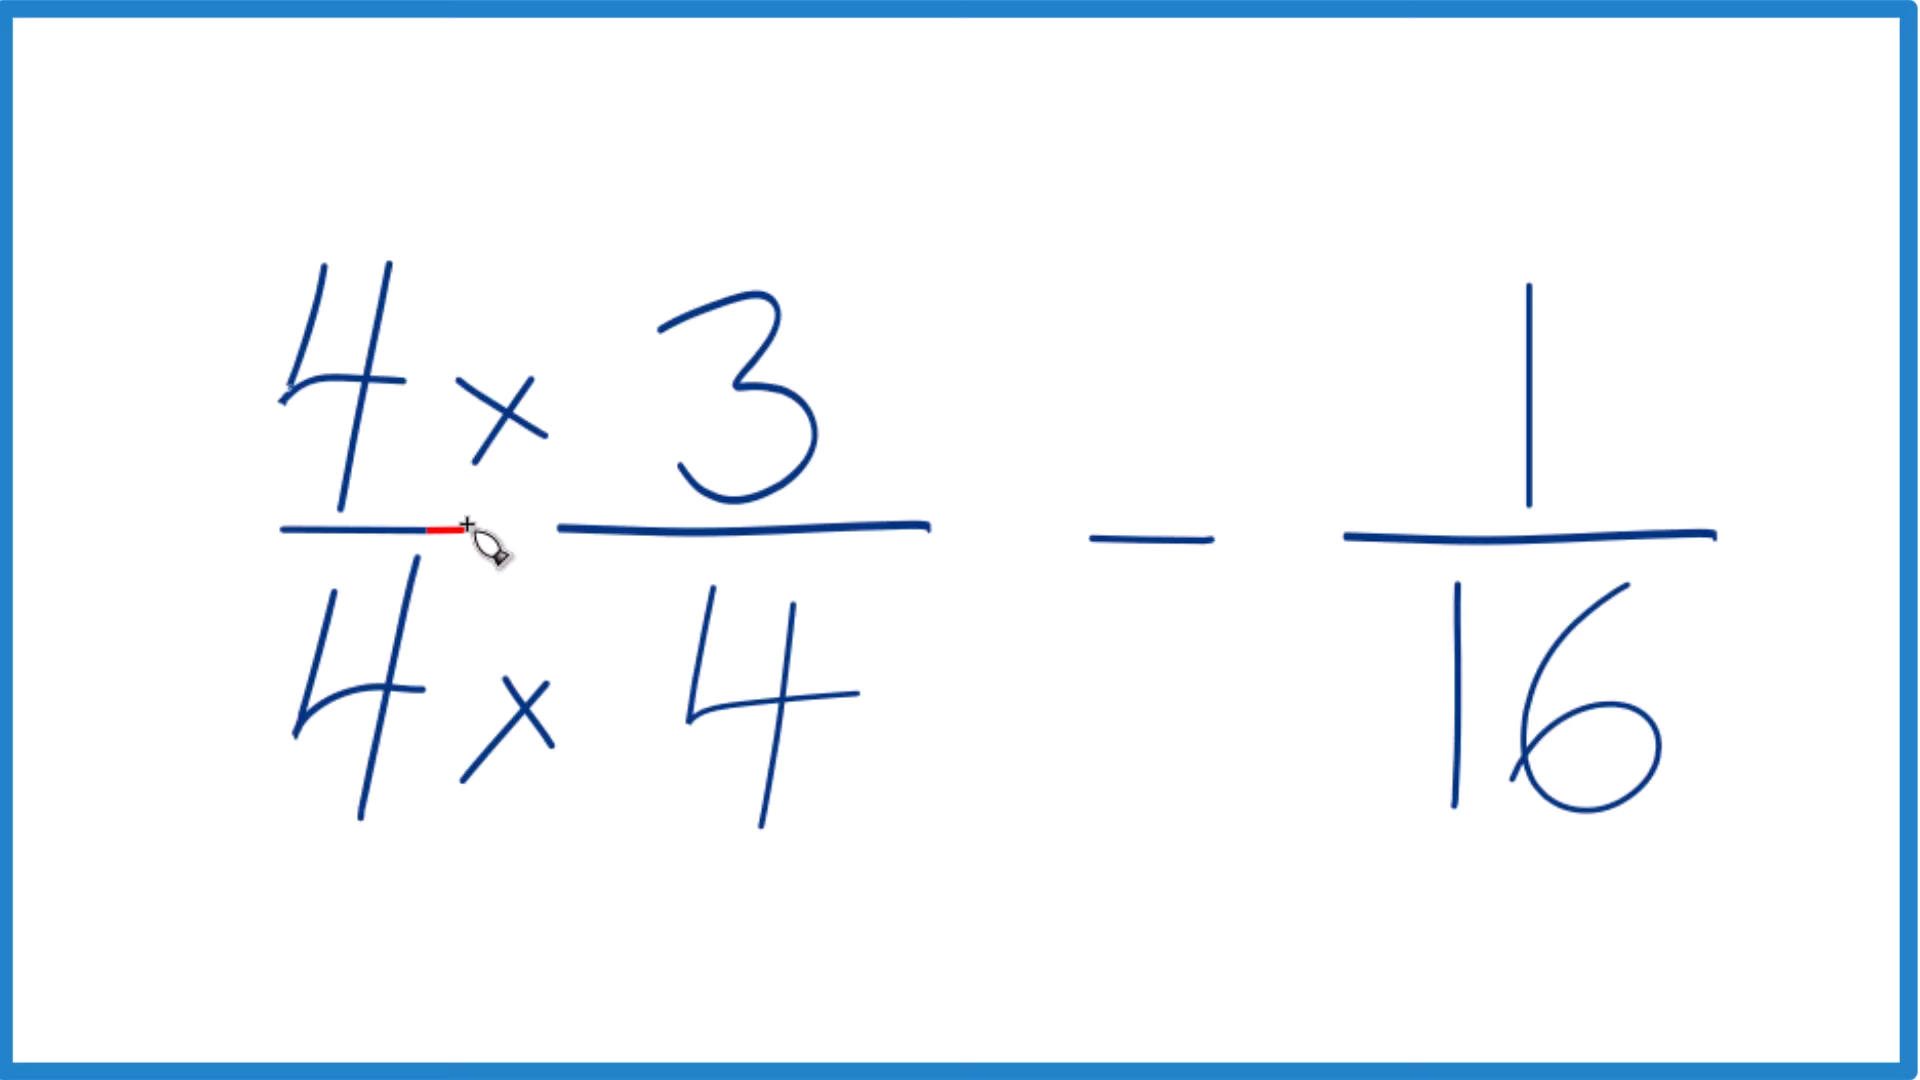 4 × 3 1
— — – —
4 × 4 16